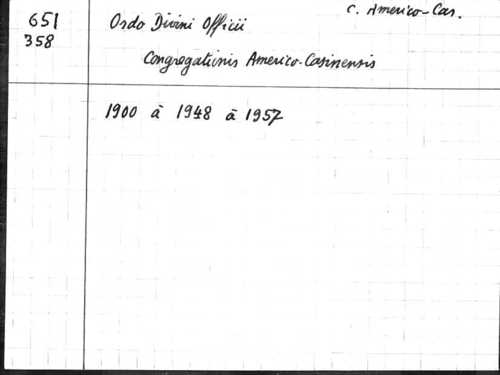 C. Americo-Cas.
651
358
Ordo Divini Officii
Congregationis Americo-Casinensis
1900 à 1948 à 1957